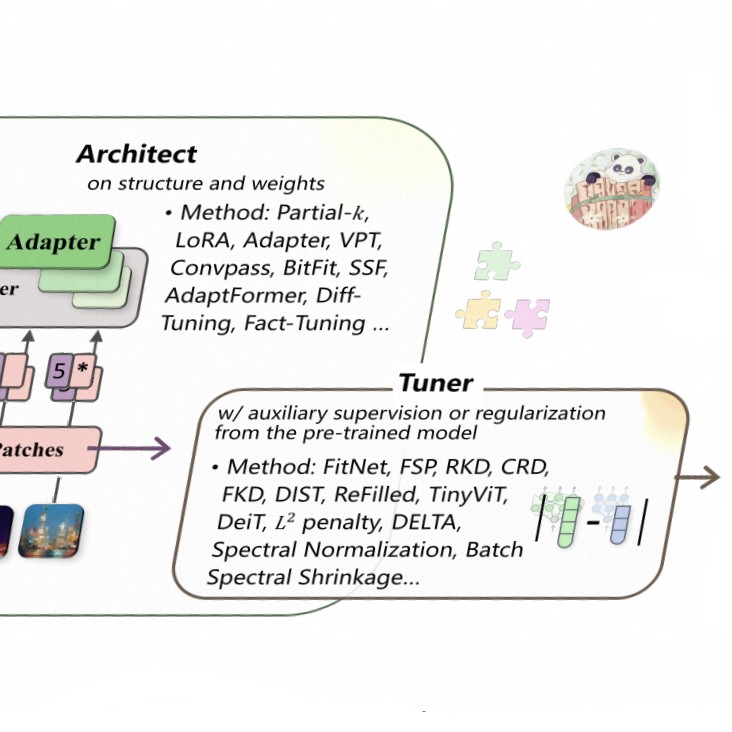 Architect
on structure and weights
• Method: Partial-k,
LoRA, Adapter, VPT,
Convpass, BitFit, SSF,
AdaptFormer, Diff-
Tuning, Fact-Tuning ...
Adapter
er
5 *
Patches
Tuner
w/ auxiliary supervision or regularization
from the pre-trained model
• Method: FitNet, FSP, RKD, CRD,
FKD, DIST, ReFilled, TinyViT,
DeiT, L² penalty, DELTA,
Spectral Normalization, Batch
Spectral Shrinkage...